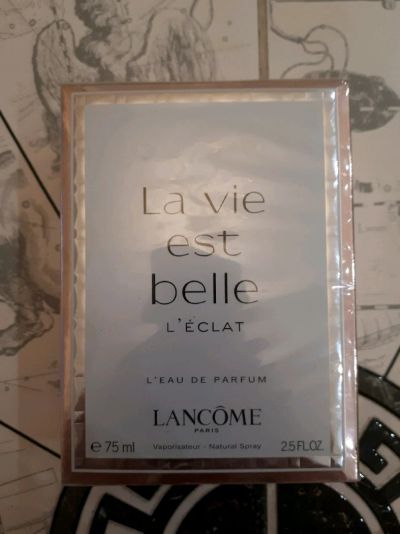 La vie
est
belle
L'ÉCLAT
L'EAU DE PARFUM
LANCÔME
PARIS
℮ 75 ml Vaporisateur - Natural Spray 2.5 FL.OZ.